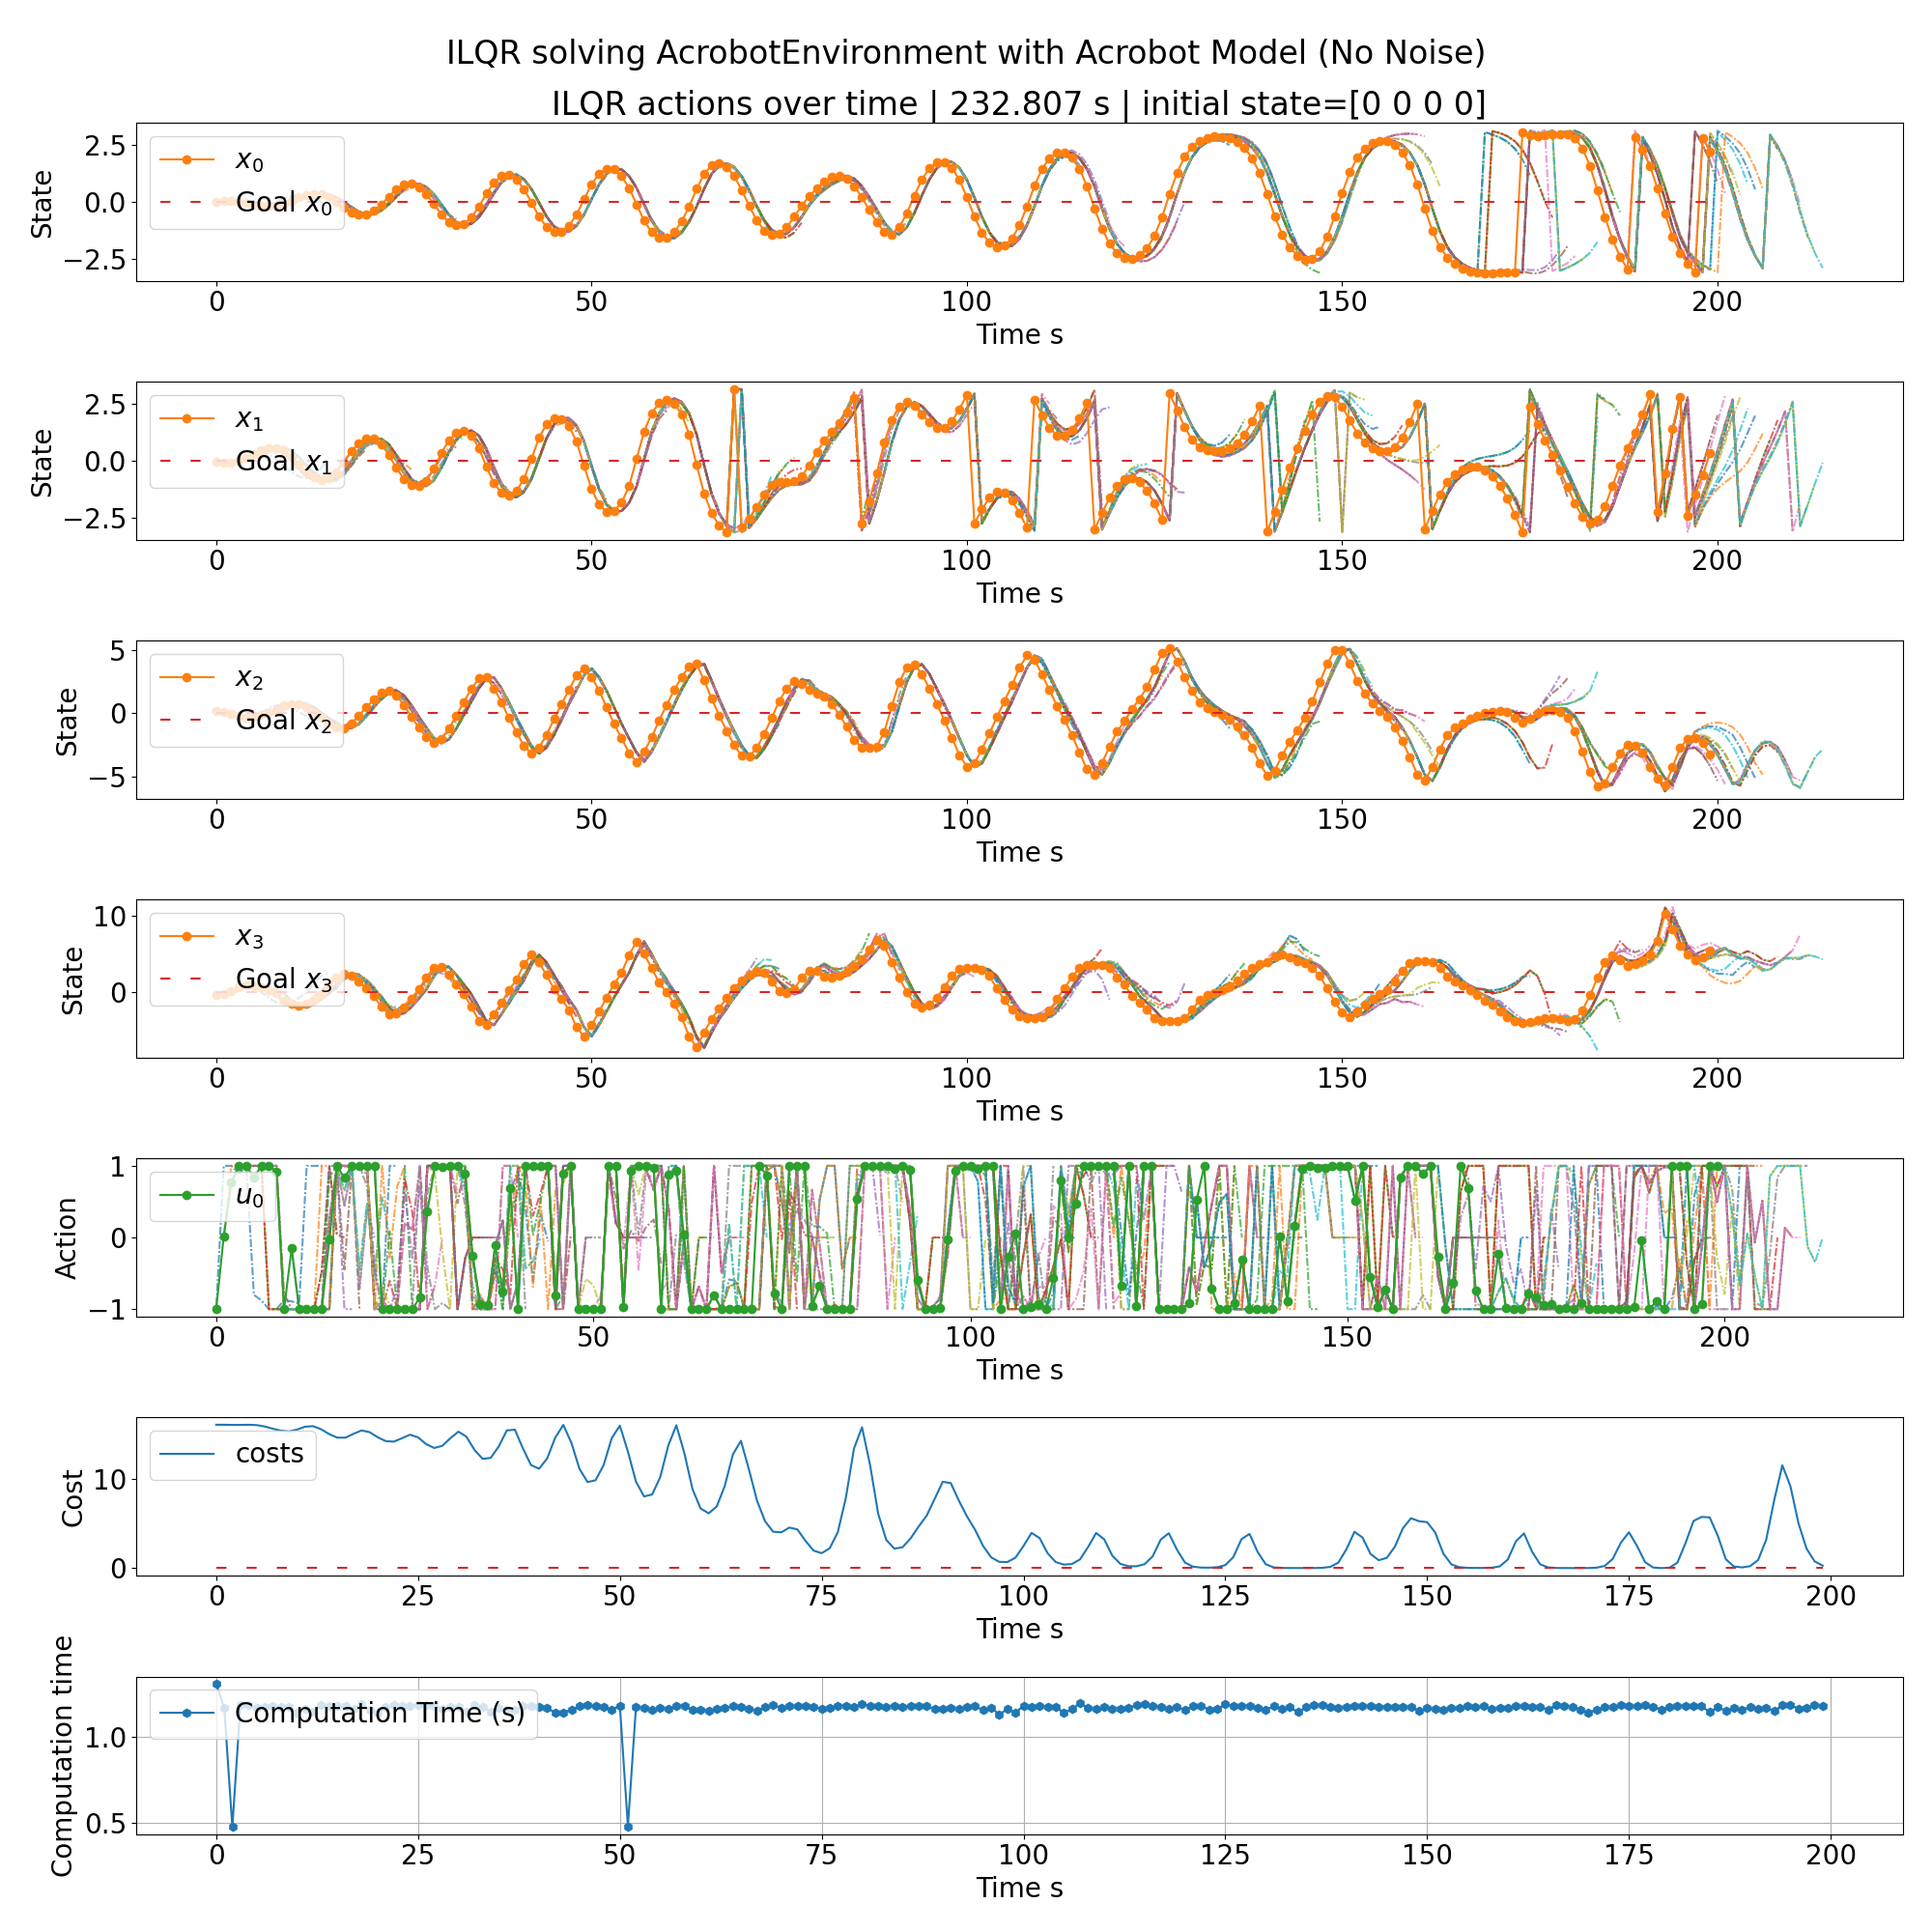 ILQR solving AcrobotEnvironment with Acrobot Model (No Noise)
ILQR actions over time | 232.807 s | initial state=[0 0 0 0]
State
2.5
0.0
−2.5
x0
Goal x0
0 50 100 150 200
Time s
State
2.5
0.0
−2.5
x1
Goal x1
0 50 100 150 200
Time s
State
5
0
−5
x2
Goal x2
0 50 100 150 200
Time s
State
10
0
x3
Goal x3
0 50 100 150 200
Time s
Action
1
0
−1
u0
0 50 100 150 200
Time s
Cost
10
0
costs
0 25 50 75 100 125 150 175 200
Time s
Computation time
1.0
0.5
Computation Time (s)
0 25 50 75 100 125 150 175 200
Time s